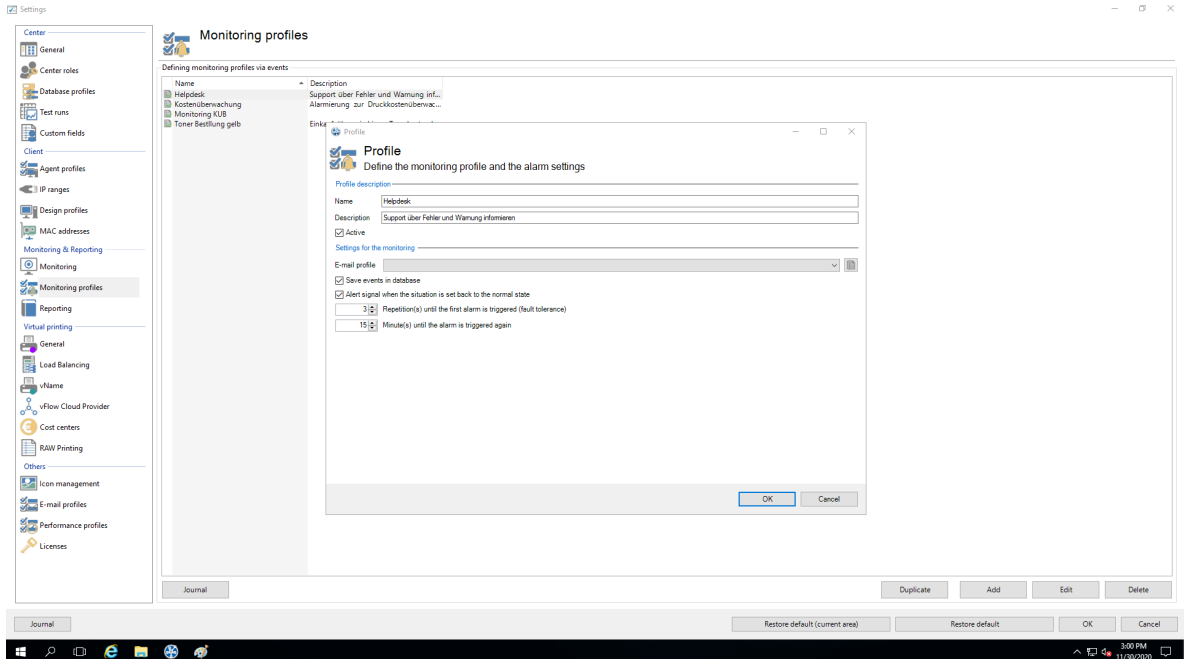 Settings
Center
General
Center roles
Database profiles
Test runs
Custom fields
Client
Agent profiles
IP ranges
Design profiles
MAC addresses
Monitoring & Reporting
Monitoring
Monitoring profiles
Reporting
Virtual printing
General
Load Balancing
vName
vFlow Cloud Provider
Cost centers
RAW Printing
Others
Icon management
E-mail profiles
Performance profiles
Licenses
Monitoring profiles
Defining monitoring profiles via events
Name Description
Helpdesk Support über Fehler und Warnung inf...
Kostenüberwachung Alarmierung zur Druckkostenüberwac...
Monitoring KUB
Toner Bestllung gelb
Profile
Profile
Define the monitoring profile and the alarm settings
Profile description
Name Helpdesk
Description Support über Fehler und Warnung informieren
Active
Settings for the monitoring
E-mail profile
Save events in database
Alert signal when the situation is set back to the normal state
3 Repetition(s) until the first alarm is triggered (fault tolerance)
15 Minute(s) until the alarm is triggered again
OK Cancel
Journal Duplicate Add Edit Delete
Journal Restore default (current area) Restore default OK Cancel
3:00 PM
11/30/2020